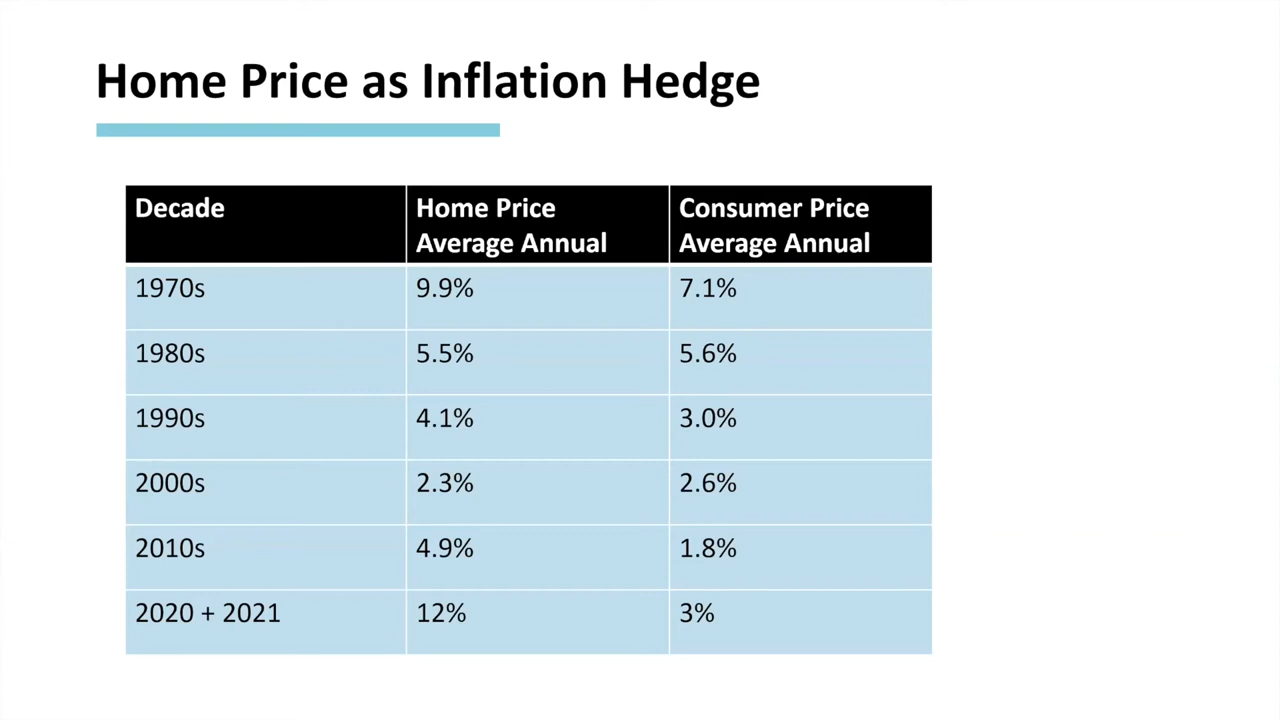 Home Price as Inflation Hedge
Decade Home Price Consumer Price
Average Annual Average Annual
1970s 9.9% 7.1%
1980s 5.5% 5.6%
1990s 4.1% 3.0%
2000s 2.3% 2.6%
2010s 4.9% 1.8%
2020 + 2021 12% 3%